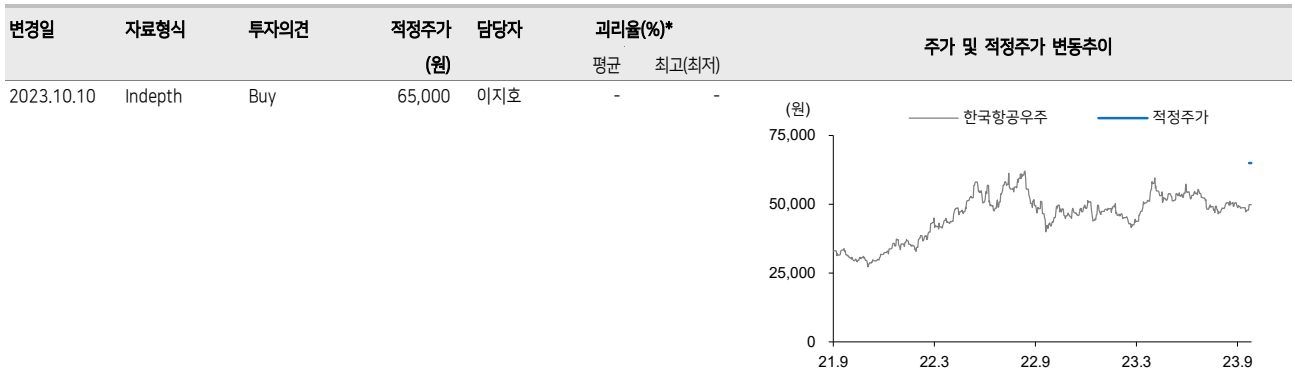 변경일 자료형식 투자의견 적정주가 담당자 괴리율(%)* 주가 및 적정주가 변동추이
(원) 평균 최고(최저)
2023.10.10 Indepth Buy 65,000 이지호 - -
(원) 한국항공우주 적정주가
75,000
50,000
25,000
0
21.9 22.3 22.9 23.3 23.9